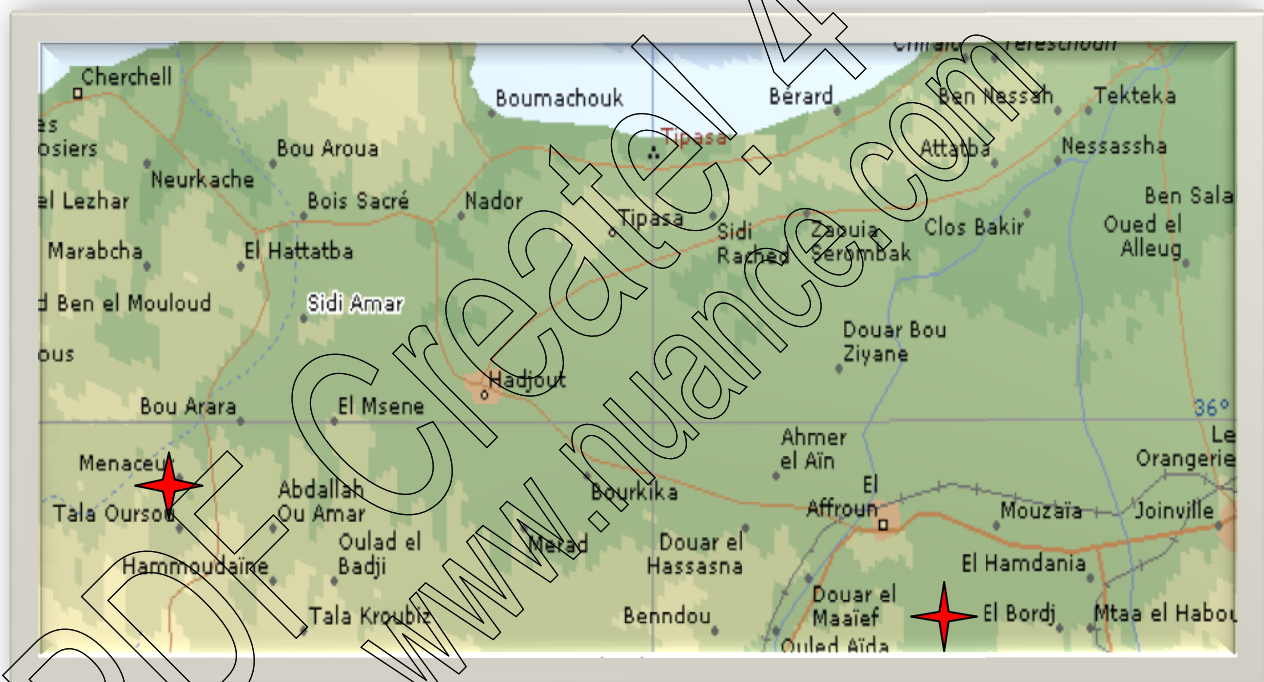 Cherchell
Boumachouk
Bérard
Ben Nessah
Tekteka
es
osiers
Bou Aroua
Tipasa
Attatba
Nessassha
Neurkache
el Lezhar
Bois Sacré
Nador
Tipasa
Sidi
Rached
Zaouia
Serombak
Clos Bakir
Ben Sala
Oued el
Alleug
Marabcha
El Hattatba
d Ben el Mouloud
Sidi Amar
ous
Douar Bou
Ziyane
Hadjout
Bou Arara
El Msene
36°
Ahmer
el Aïn
Le
Orangerie
Menaceur
Abdallah
Ou Amar
Bourkika
El
Affroun
Mouzaïa
Joinville
Tala Oursou
Oulad el
Badji
Merad
Douar el
Hassasna
Hammoudaïne
El Hamdania
Tala Kroubiz
Benndou
Douar el
Maaïef
El Bordj
Mtaa el Habou
Ouled Aïda
PDF Create! 4
www.nuance.com